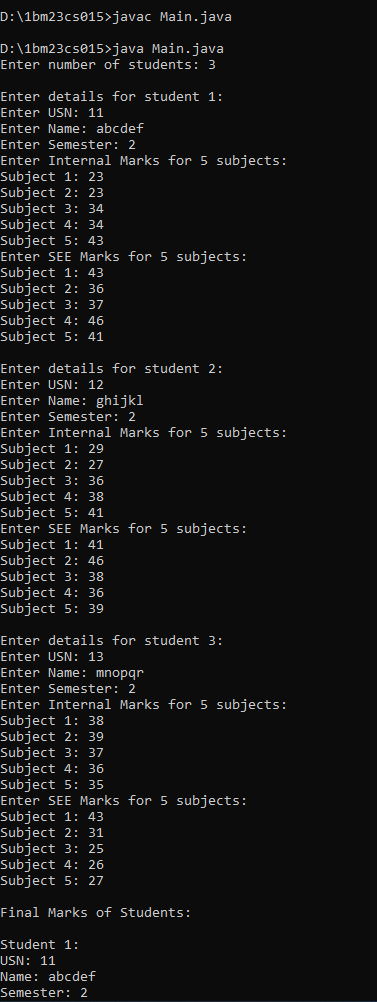 D:\1bm23cs015>javac Main.java
D:\1bm23cs015>java Main.java
Enter number of students: 3
Enter details for student 1:
Enter USN: 11
Enter Name: abcdef
Enter Semester: 2
Enter Internal Marks for 5 subjects:
Subject 1: 23
Subject 2: 23
Subject 3: 34
Subject 4: 34
Subject 5: 43
Enter SEE Marks for 5 subjects:
Subject 1: 43
Subject 2: 36
Subject 3: 37
Subject 4: 46
Subject 5: 41
Enter details for student 2:
Enter USN: 12
Enter Name: ghijkl
Enter Semester: 2
Enter Internal Marks for 5 subjects:
Subject 1: 29
Subject 2: 27
Subject 3: 36
Subject 4: 38
Subject 5: 41
Enter SEE Marks for 5 subjects:
Subject 1: 41
Subject 2: 46
Subject 3: 38
Subject 4: 36
Subject 5: 39
Enter details for student 3:
Enter USN: 13
Enter Name: mnopqr
Enter Semester: 2
Enter Internal Marks for 5 subjects:
Subject 1: 38
Subject 2: 39
Subject 3: 37
Subject 4: 36
Subject 5: 35
Enter SEE Marks for 5 subjects:
Subject 1: 43
Subject 2: 31
Subject 3: 25
Subject 4: 26
Subject 5: 27
Final Marks of Students:
Student 1:
USN: 11
Name: abcdef
Semester: 2